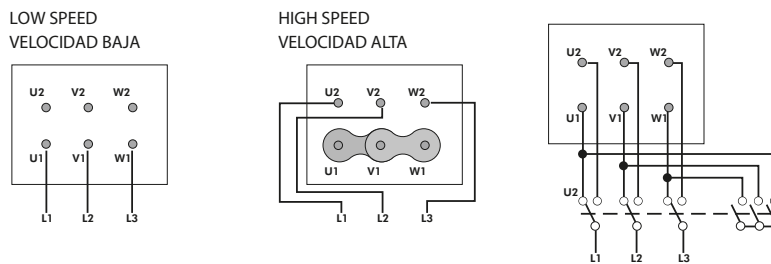 LOW SPEED
VELOCIDAD BAJA
U2 V2 W2
U1 V1 W1
L1 L2 L3
HIGH SPEED
VELOCIDAD ALTA
U2 V2 W2
U1 V1 W1
L1 L2 L3
U2 V2 W2
U1 V1 W1
U2
L1 L2 L3